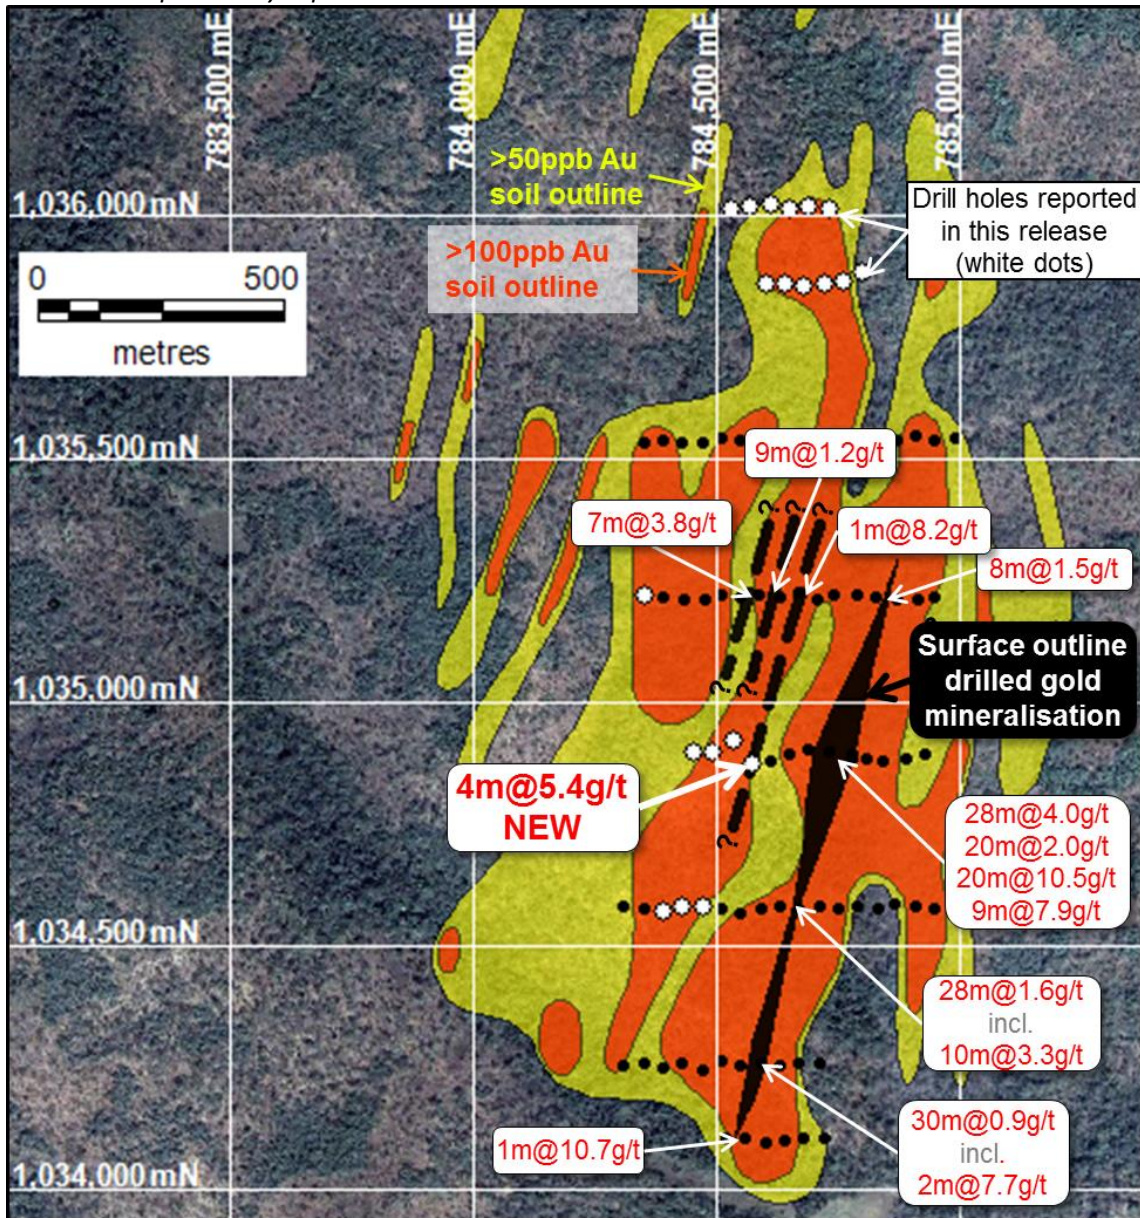 783,500 mE
784,000 mE
784,500 mE
785,000 mE
>50ppb Au
soil outline
1,036,000 mN
Drill holes reported
in this release
(white dots)
>100ppb Au
soil outline
0 500
metres
1,035,500 mN
9m@1.2g/t
7m@3.8g/t
? ? ?
1m@8.2g/t
8m@1.5g/t
Surface outline
drilled gold
mineralisation
? ?
1,035,000 mN
4m@5.4g/t
NEW
?
28m@4.0g/t
20m@2.0g/t
20m@10.5g/t
9m@7.9g/t
1,034,500 mN
28m@1.6g/t
incl.
10m@3.3g/t
30m@0.9g/t
incl.
2m@7.7g/t
1m@10.7g/t
1,034,000 mN